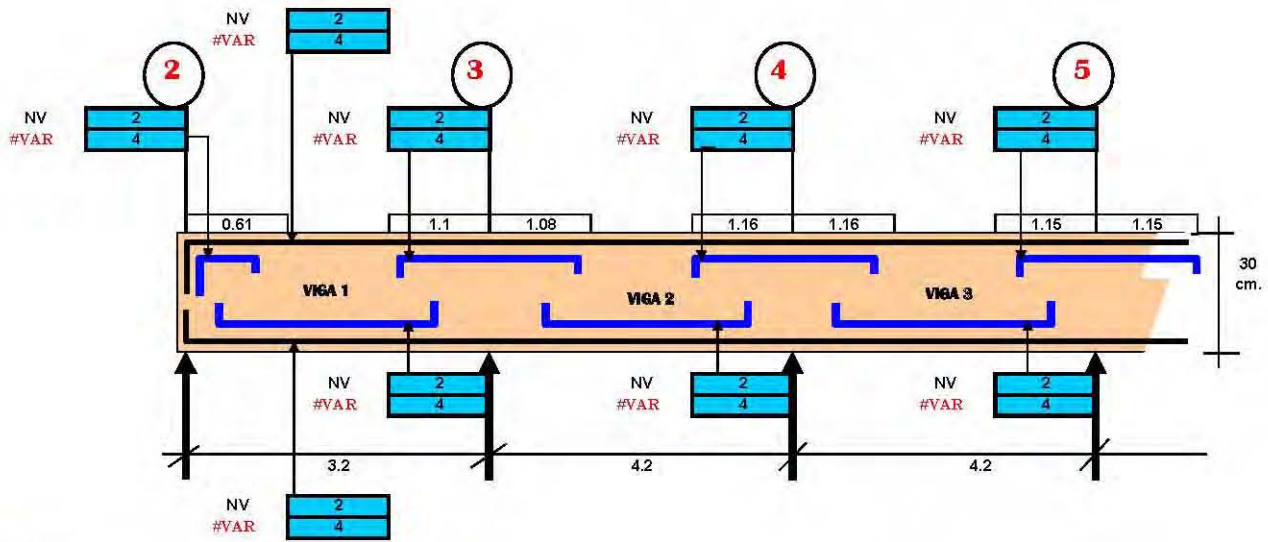 NV 2
#VAR 4
2 3 4 5
NV 2 NV 2 NV 2 NV 2
#VAR 4 #VAR 4 #VAR 4 #VAR 4
0.61 1.1 1.08 1.16 1.16 1.15 1.15
30
cm.
VIGA 1 VIGA 2 VIGA 3
NV 2 NV 2 NV 2
#VAR 4 #VAR 4 #VAR 4
3.2 4.2 4.2
NV 2
#VAR 4